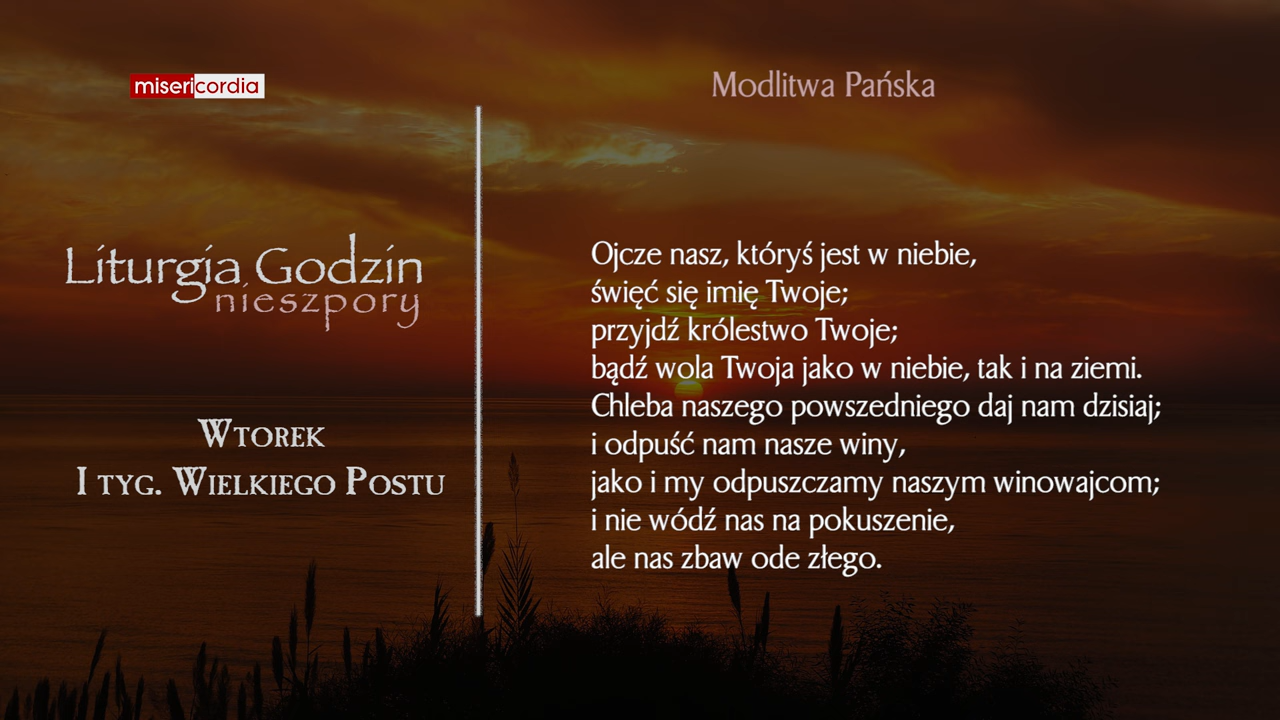 misericordia
Liturgia Godzin
nieszpory
Wtorek
I tyg. Wielkiego Postu
Modlitwa Pańska
Ojcze nasz, któryś jest w niebie,
święć się imię Twoje;
przyjdź królestwo Twoje;
bądź wola Twoja jako w niebie, tak i na ziemi.
Chleba naszego powszedniego daj nam dzisiaj;
i odpuść nam nasze winy,
jako i my odpuszczamy naszym winowajcom;
i nie wódź nas na pokuszenie,
ale nas zbaw ode złego.